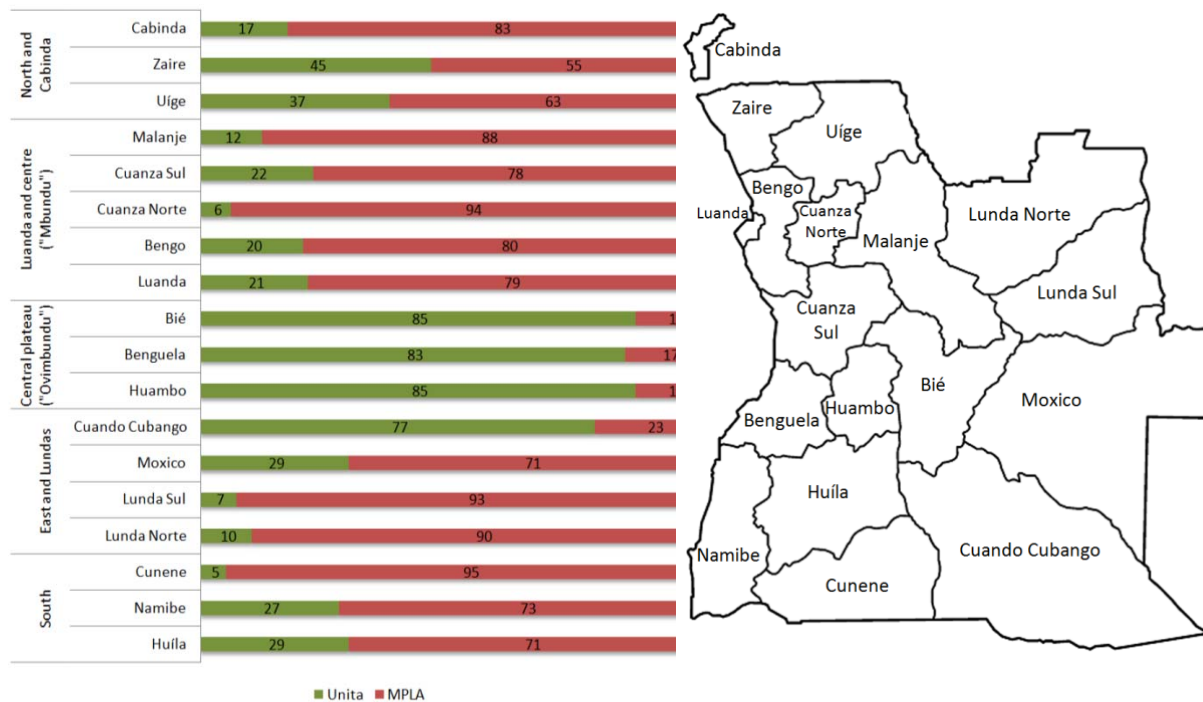 North and
Cabinda
Cabinda 17 83
Zaire 45 55
Uíge 37 63
Luanda and centre
("Mbundu")
Malanje 12 88
Cuanza Sul 22 78
Cuanza Norte 6 94
Bengo 20 80
Luanda 21 79
Central plateau
("Ovimbundu")
Bié 85 1
Benguela 83 17
Huambo 85 1
East and Lundas
Cuando Cubango 77 23
Moxico 29 71
Lunda Sul 7 93
Lunda Norte 10 90
South
Cunene 5 95
Namibe 27 73
Huíla 29 71
Unita MPLA
Cabinda
Zaire
Uíge
Bengo
Luanda
Cuanza
Norte
Malanje
Lunda Norte
Lunda Sul
Cuanza
Sul
Bié
Moxico
Benguela
Huambo
Huíla
Namibe
Cunene
Cuando Cubango